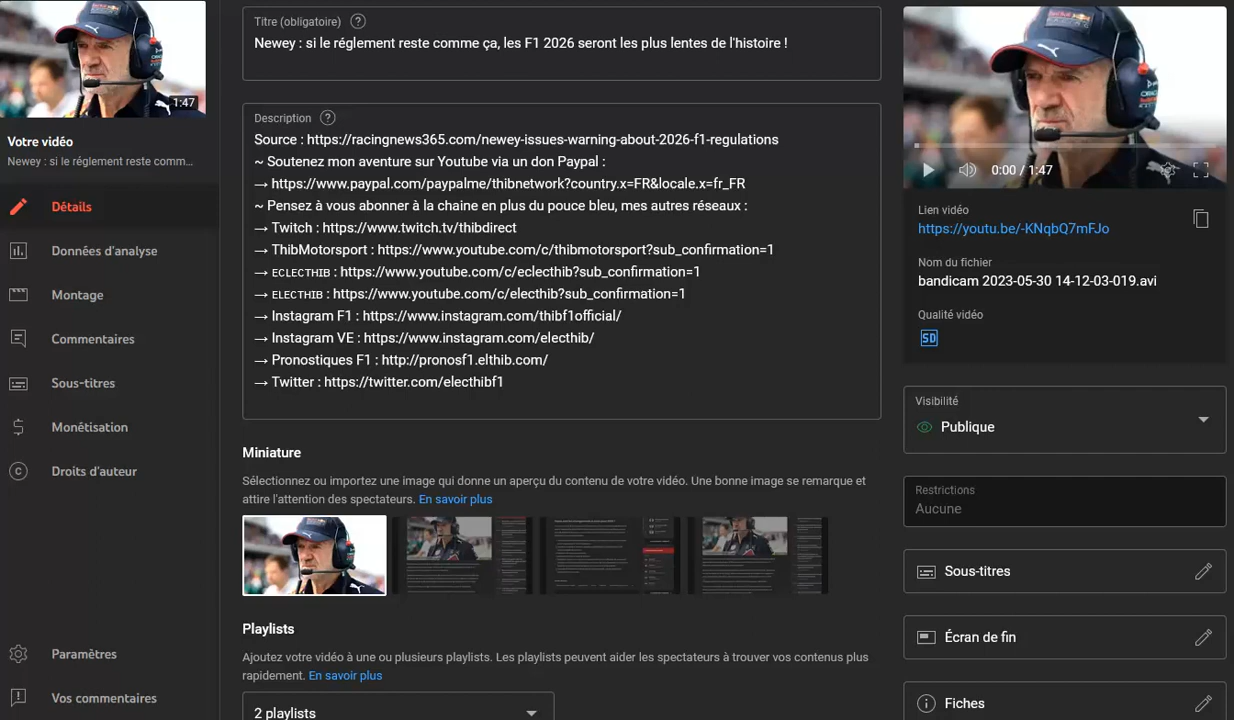 1:47
Votre vidéo
Newey : si le réglement reste comm…
Détails
Données d'analyse
Montage
Commentaires
Sous-titres
Monétisation
Droits d'auteur
Paramètres
Vos commentaires
Titre (obligatoire)
Newey : si le réglement reste comme ça, les F1 2026 seront les plus lentes de l'histoire !
Description
Source : https://racingnews365.com/newey-issues-warning-about-2026-f1-regulations
~ Soutenez mon aventure sur Youtube via un don Paypal :
→ https://www.paypal.com/paypalme/thibnetwork?country.x=FR&locale.x=fr_FR
~ Pensez à vous abonner à la chaine en plus du pouce bleu, mes autres réseaux :
→ Twitch : https://www.twitch.tv/thibdirect
→ ThibMotorsport : https://www.youtube.com/c/thibmotorsport?sub_confirmation=1
→ ᴇᴄʟᴇᴄᴛʜɪʙ : https://www.youtube.com/c/eclecthib?sub_confirmation=1
→ ᴇʟᴇᴄᴛʜɪʙ : https://www.youtube.com/c/electhib?sub_confirmation=1
→ Instagram F1 : https://www.instagram.com/thibf1official/
→ Instagram VE : https://www.instagram.com/electhib/
→ Pronostiques F1 : http://pronosf1.elthib.com/
→ Twitter : https://twitter.com/electhibf1
Miniature
Sélectionnez ou importez une image qui donne un aperçu du contenu de votre vidéo. Une bonne image se remarque et
attire l'attention des spectateurs. En savoir plus
Playlists
Ajoutez votre vidéo à une ou plusieurs playlists. Les playlists peuvent aider les spectateurs à trouver vos contenus plus
rapidement. En savoir plus
2 playlists
0:00 / 1:47
Lien vidéo
https://youtu.be/-KNqbQ7mFJo
Nom du fichier
bandicam 2023-05-30 14-12-03-019.avi
Qualité vidéo
SD
Visibilité
Publique
Restrictions
Aucune
Sous-titres
Écran de fin
Fiches